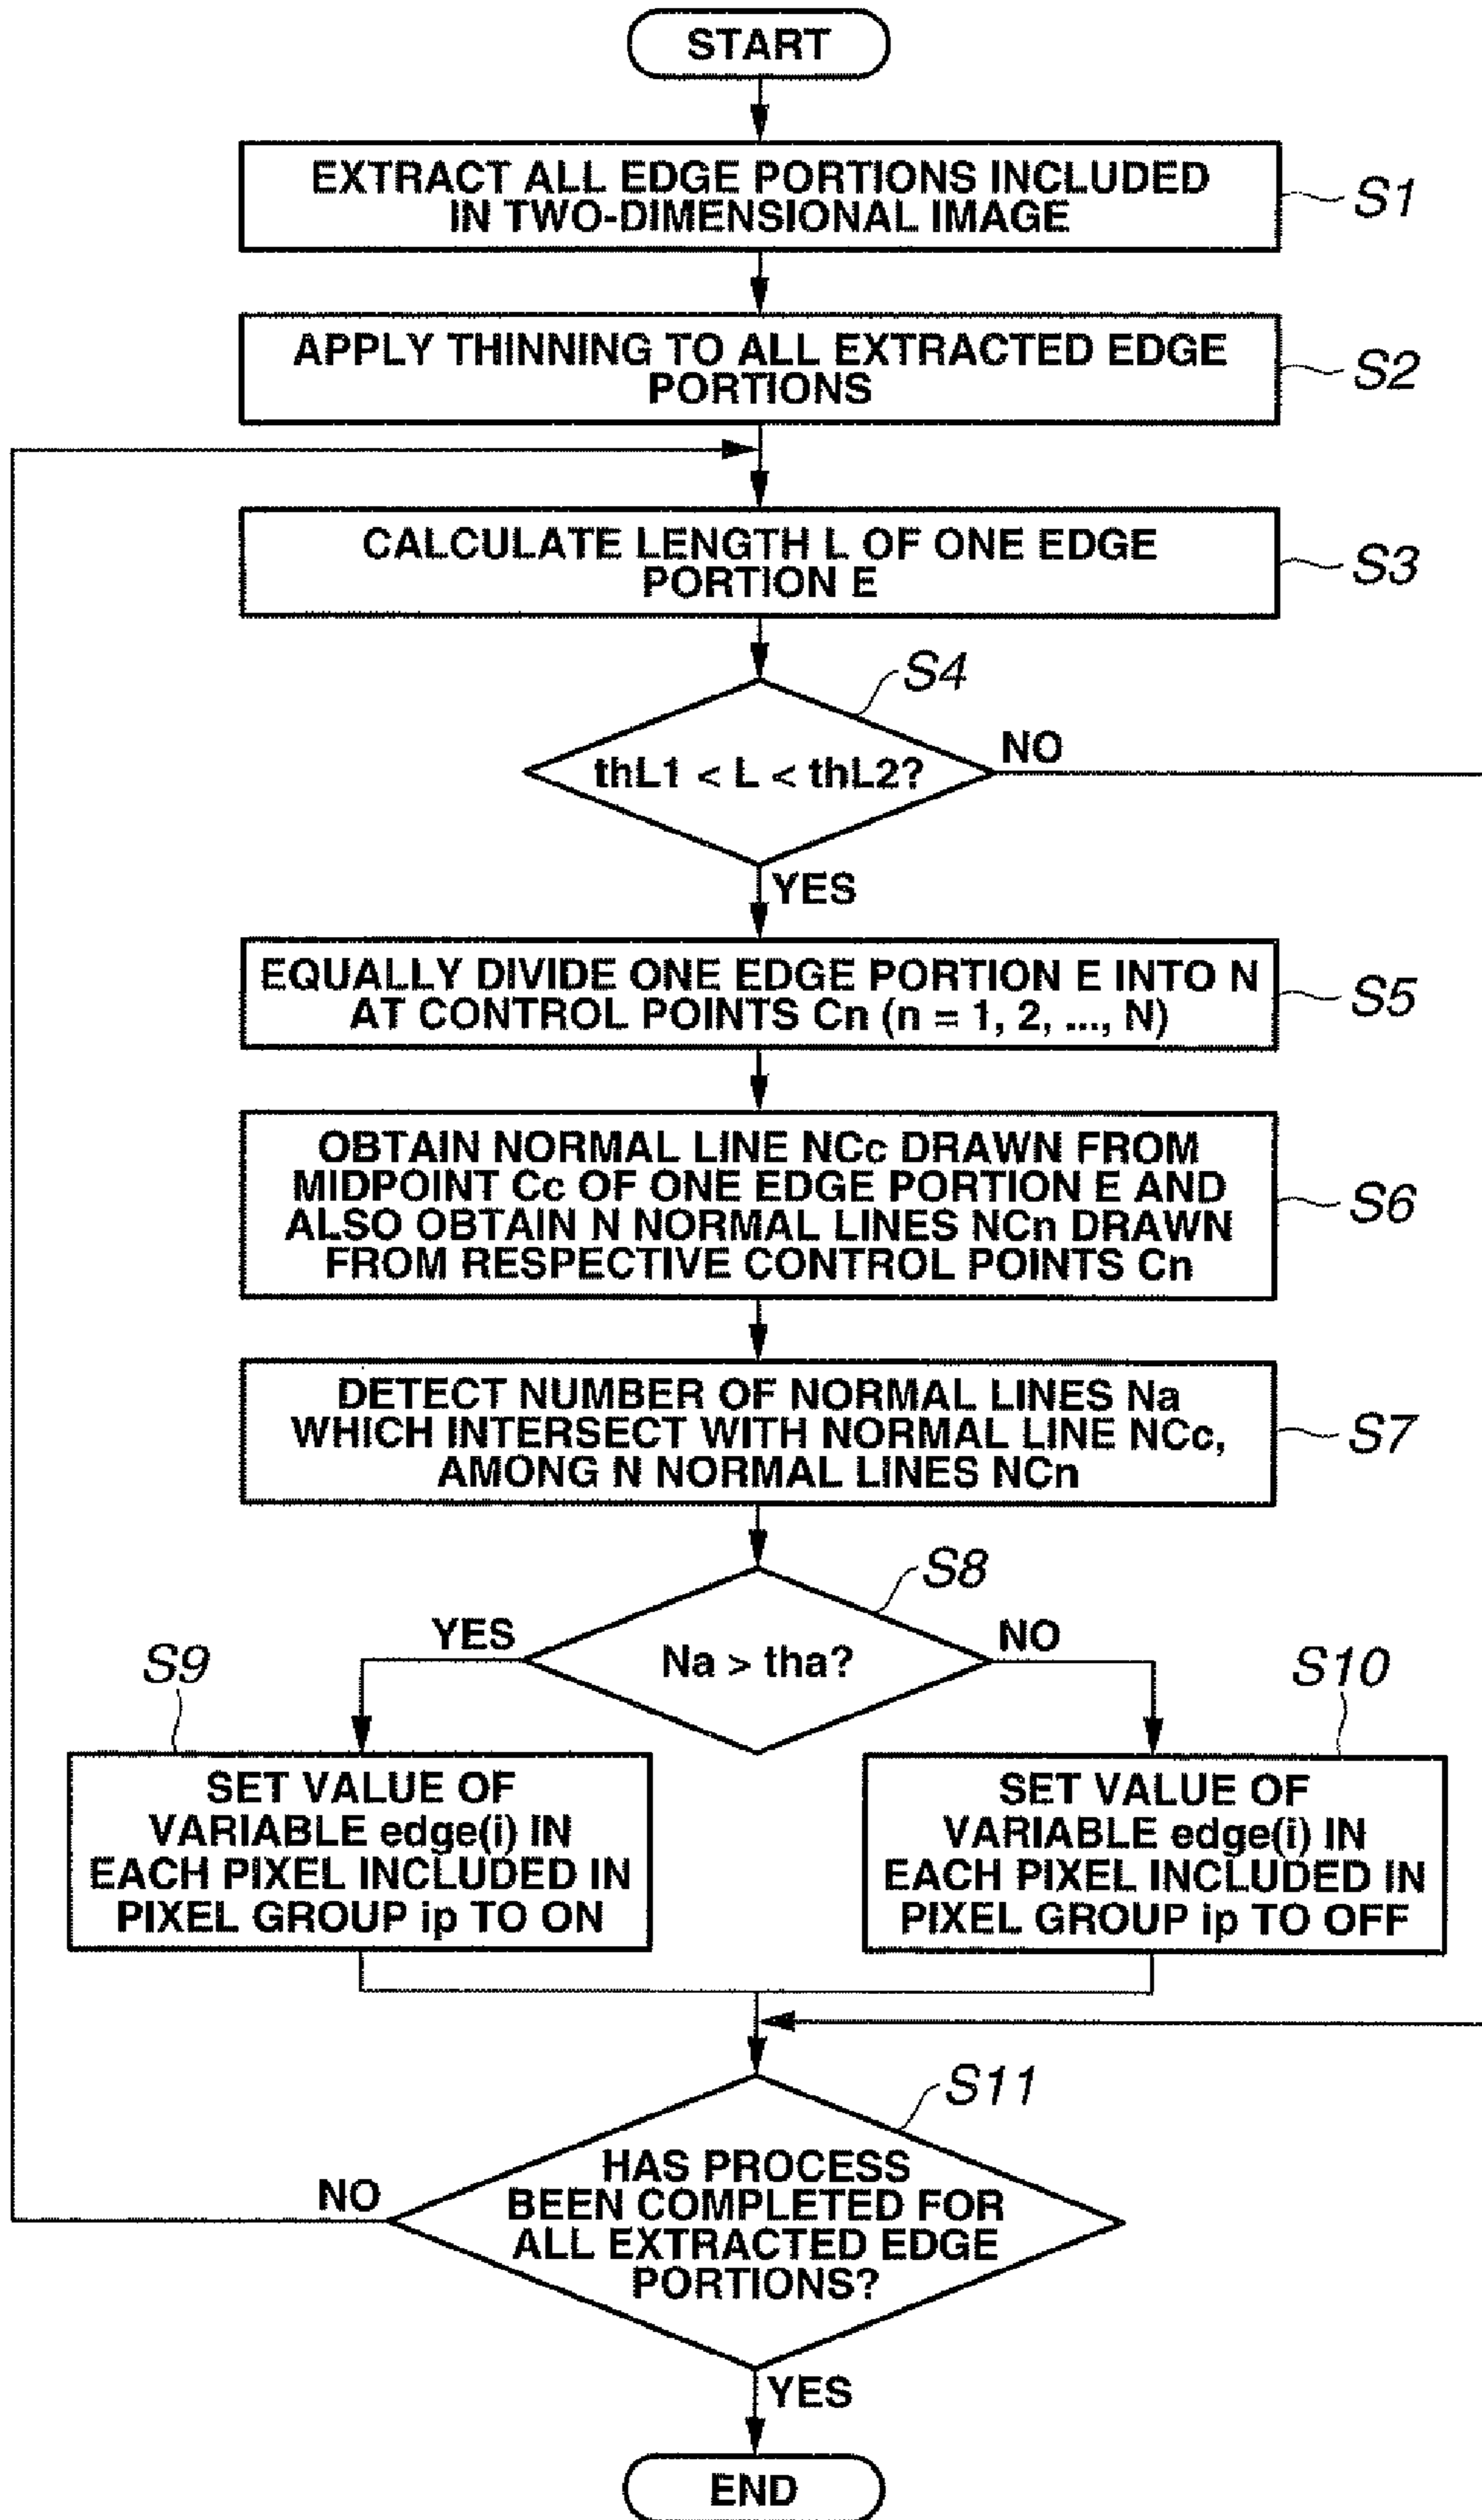 START
EXTRACT ALL EDGE PORTIONS INCLUDED
IN TWO-DIMENSIONAL IMAGE
S1
APPLY THINNING TO ALL EXTRACTED EDGE
PORTIONS
S2
CALCULATE LENGTH L OF ONE EDGE
PORTION E
S3
S4
thL1 < L < thL2?
NO
YES
EQUALLY DIVIDE ONE EDGE PORTION E INTO N
AT CONTROL POINTS Cn (n = 1, 2, ..., N)
S5
OBTAIN NORMAL LINE NCc DRAWN FROM
MIDPOINT Cc OF ONE EDGE PORTION E AND
ALSO OBTAIN N NORMAL LINES NCn DRAWN
FROM RESPECTIVE CONTROL POINTS Cn
S6
DETECT NUMBER OF NORMAL LINES Na
WHICH INTERSECT WITH NORMAL LINE NCc,
AMONG N NORMAL LINES NCn
S7
S8
Na > tha?
YES
NO
S9
SET VALUE OF
VARIABLE edge(i) IN
EACH PIXEL INCLUDED IN
PIXEL GROUP ip TO ON
S10
SET VALUE OF
VARIABLE edge(i) IN
EACH PIXEL INCLUDED IN
PIXEL GROUP ip TO OFF
S11
HAS PROCESS
BEEN COMPLETED FOR
ALL EXTRACTED EDGE
PORTIONS?
NO
YES
END